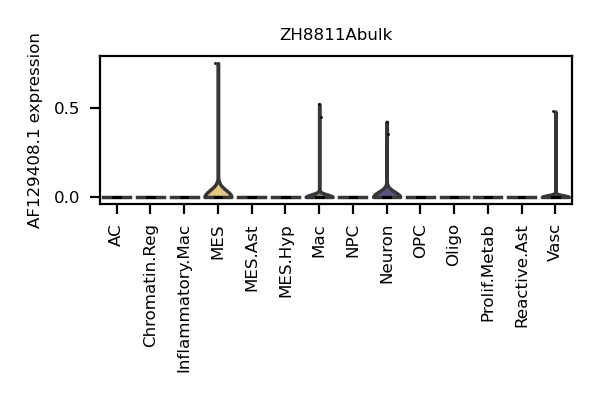 ZH8811Abulk
AF129408.1 expression
0.5
0.0
AC
Chromatin.Reg
Inflammatory.Mac
MES
MES.Ast
MES.Hyp
Mac
NPC
Neuron
OPC
Oligo
Prolif.Metab
Reactive.Ast
Vasc